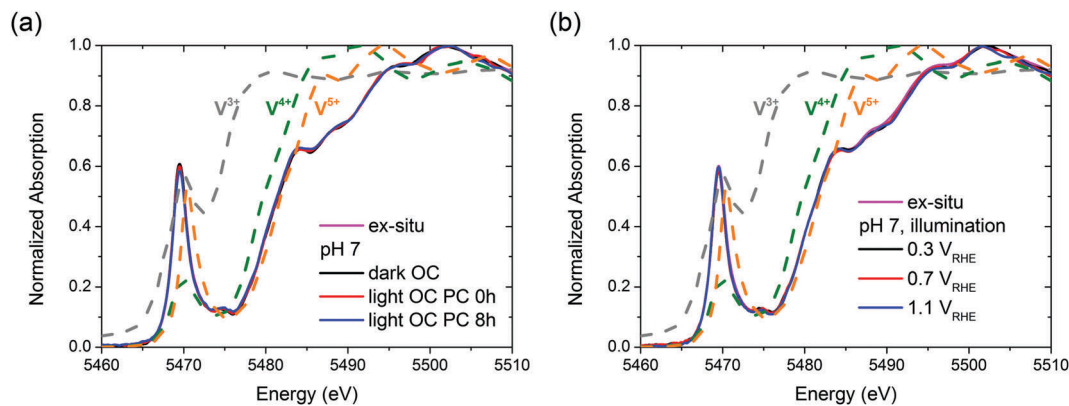 (a)
1.0
0.8
0.6
0.4
0.2
0.0
Normalized Absorption
V³⁺
V⁴⁺
V⁵⁺
ex-situ
pH 7
dark OC
light OC PC 0h
light OC PC 8h
5460 5470 5480 5490 5500 5510
Energy (eV)
(b)
1.0
0.8
0.6
0.4
0.2
0.0
Normalized Absorption
V³⁺
V⁴⁺
V⁵⁺
ex-situ
pH 7, illumination
0.3 V_RHE
0.7 V_RHE
1.1 V_RHE
5460 5470 5480 5490 5500 5510
Energy (eV)